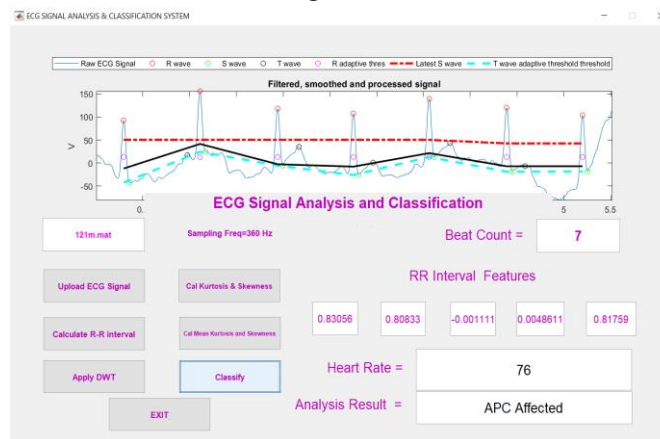 ECG SIGNAL ANALYSIS & CLASSIFICATION SYSTEM
Raw ECG Signal R wave S wave T wave R adaptive thres Latest S wave T wave adaptive threshold threshold
Filtered, smoothed and processed signal
150
100
50
0
-50
V
0.
5
5.5
ECG Signal Analysis and Classification
121m.mat
Sampling Freq=360 Hz
Beat Count =
7
Upload ECG Signal
Cal Kurtosis & Skewness
RR Interval Features
Calculate R-R interval
Cal Mean Kurtosis and Skewness
0.83056 0.80833 -0.001111 0.0048611 0.81759
Apply DWT
Classify
Heart Rate =
76
EXIT
Analysis Result =
APC Affected